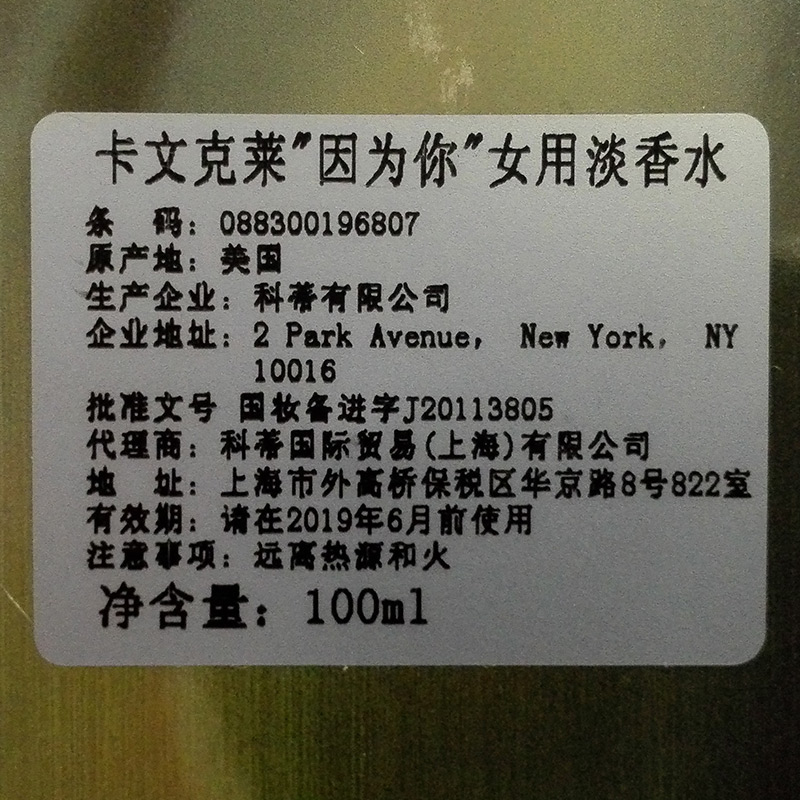 卡文克莱"因为你"女用淡香水
条 码：088300196807
原产地：美国
生产企业：科蒂有限公司
企业地址：2 Park Avenue， New York， NY
10016
批准文号 国妆备进字J20113805
代理商：科蒂国际贸易(上海)有限公司
地 址：上海市外高桥保税区华京路8号822室
有效期：请在2019年6月前使用
注意事项：远离热源和火
净含量：100ml